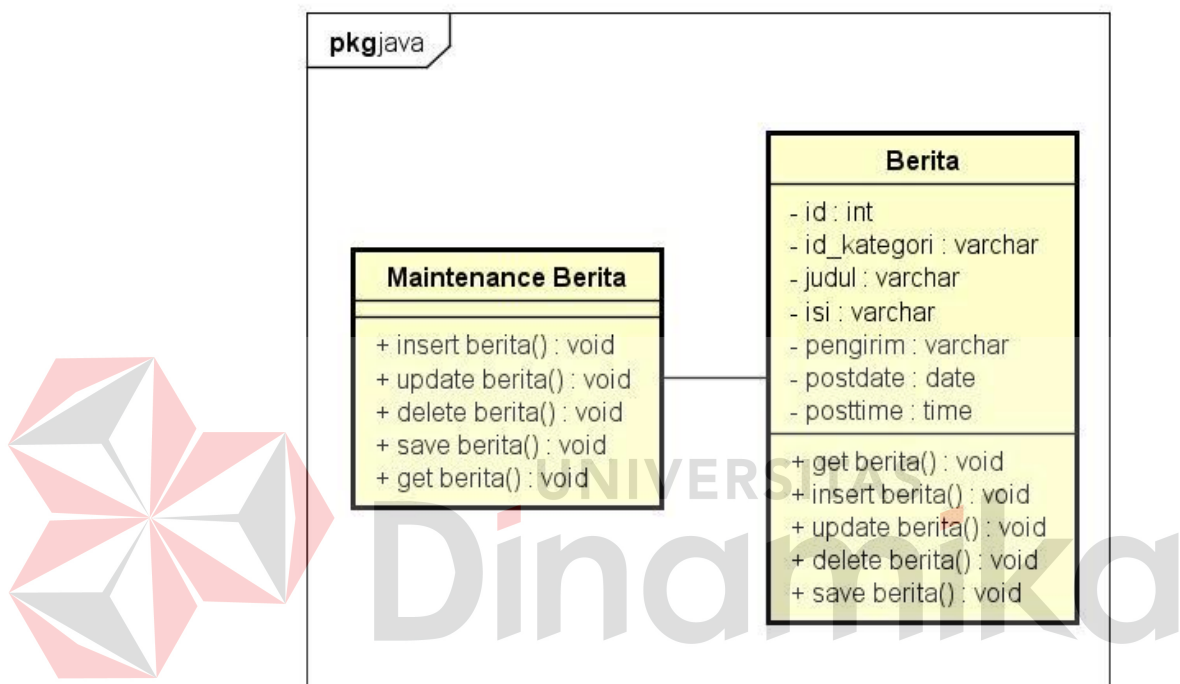 pkgjava
Maintenance Berita
+ insert berita() : void
+ update berita() : void
+ delete berita() : void
+ save berita() : void
+ get berita() : void
Berita
- id : int
- id_kategori : varchar
- judul : varchar
- isi : varchar
- pengirim : varchar
- postdate : date
- posttime : time
+ get berita() : void
+ insert berita() : void
+ update berita() : void
+ delete berita() : void
+ save berita() : void
UNIVERSITAS
Dinamika